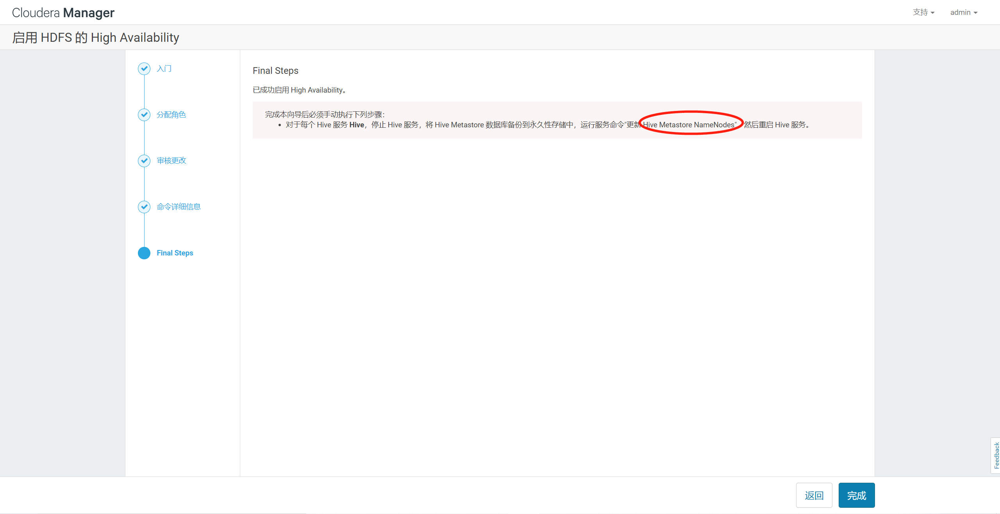 Cloudera Manager
支持
admin
启用 HDFS 的 High Availability
入门
分配角色
审核更改
命令详细信息
Final Steps
Final Steps
已成功启用 High Availability。
完成本向导后必须手动执行下列步骤：
对于每个 Hive 服务 Hive，停止 Hive 服务，将 Hive Metastore 数据库备份到永久性存储中，运行服务命令"更新 Hive Metastore NameNodes" 然后重启 Hive 服务。
Feedback
返回
完成